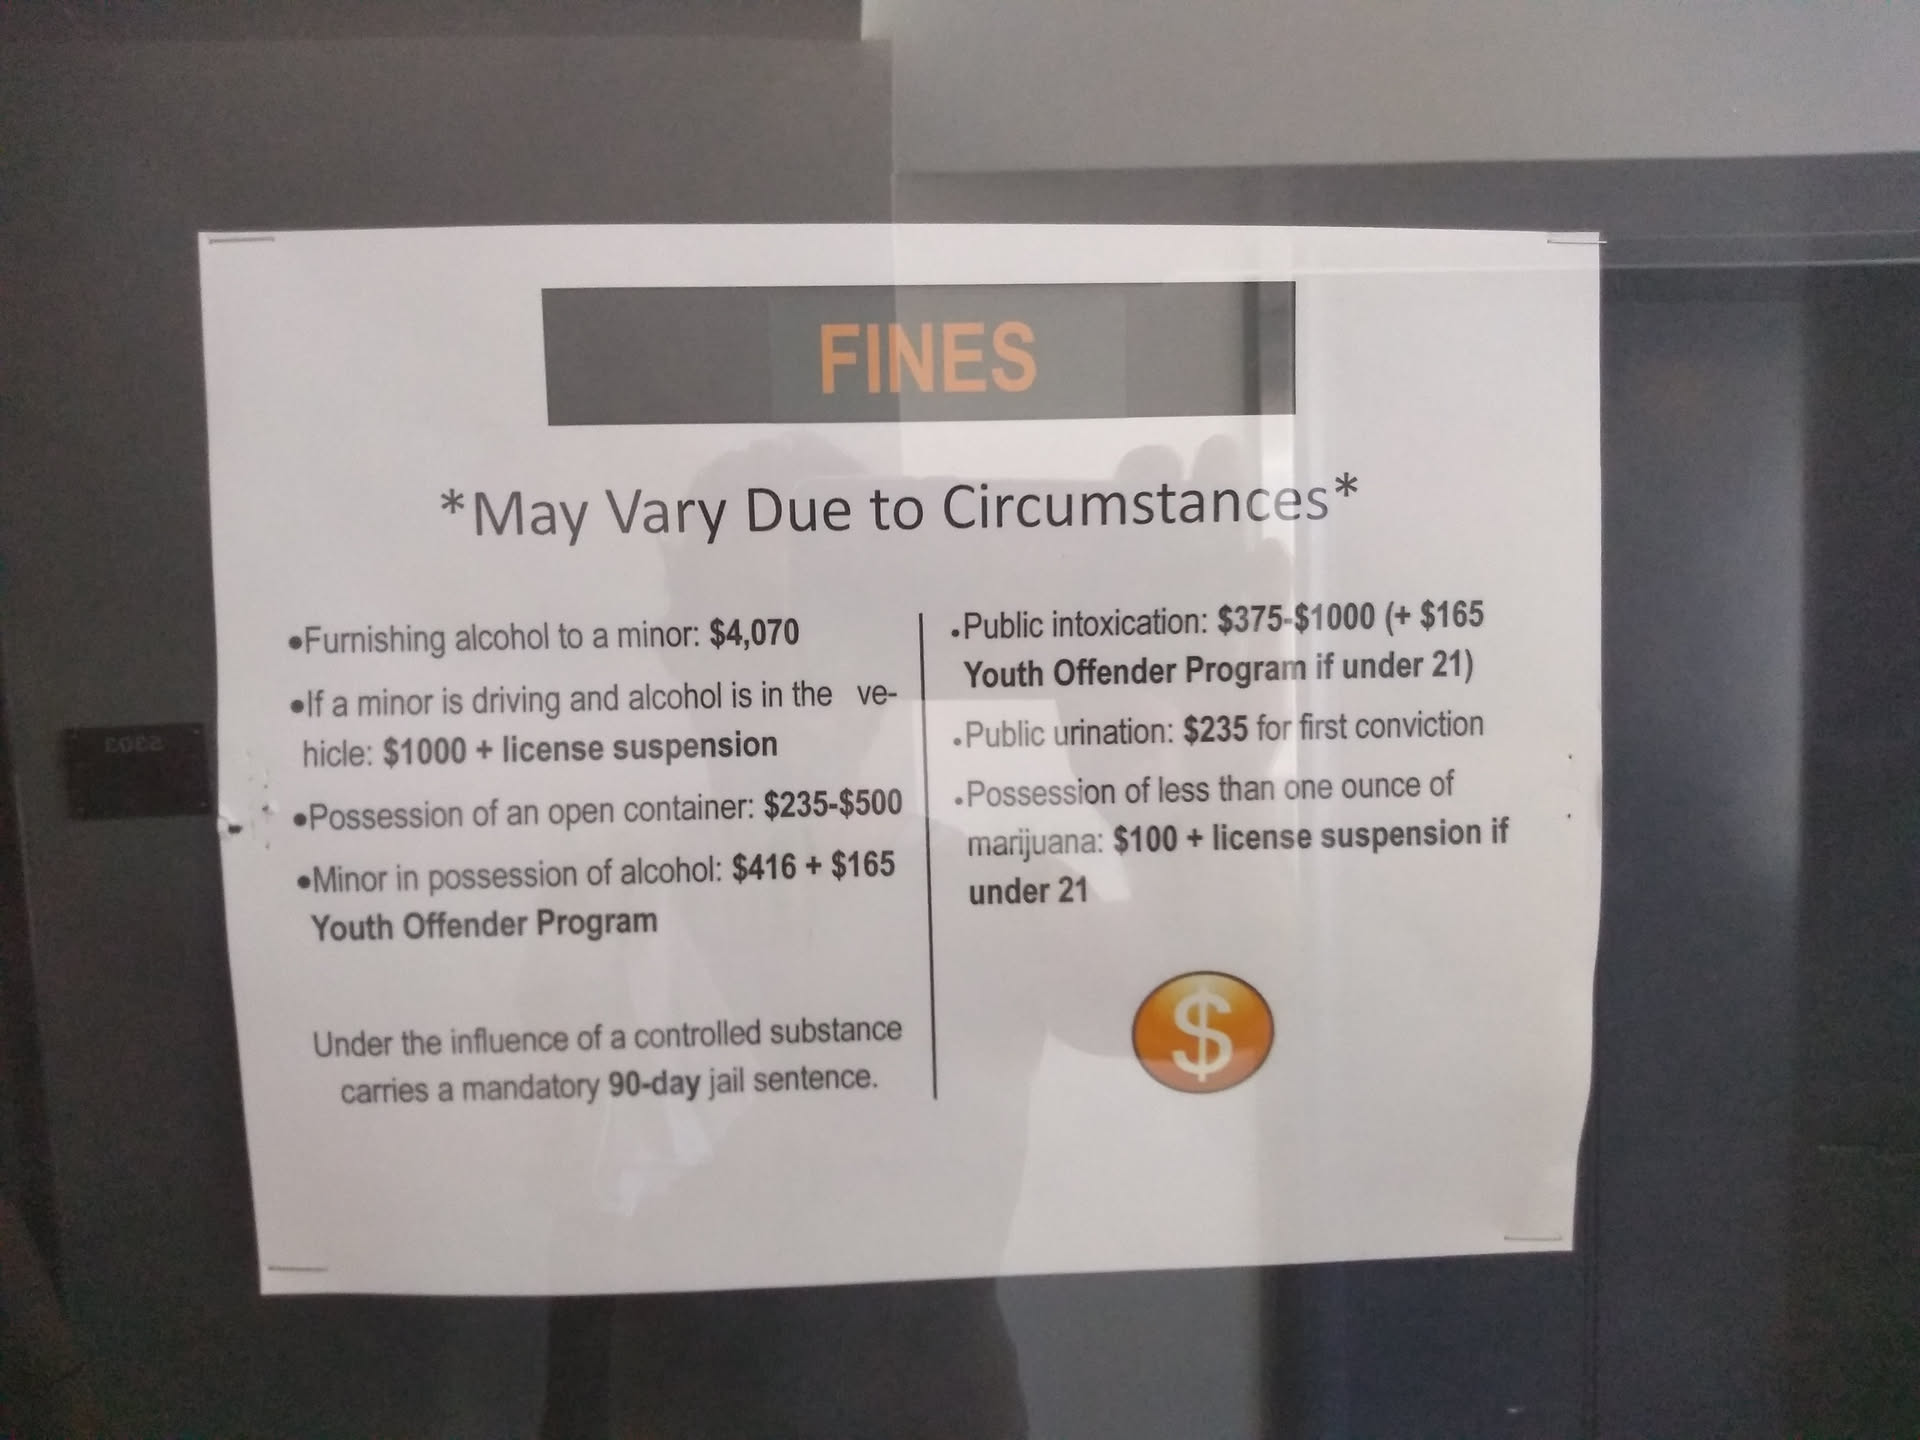 FINES
*May Vary Due to Circumstances*
•Furnishing alcohol to a minor: $4,070
•If a minor is driving and alcohol is in the ve-
hicle: $1000 + license suspension
•Possession of an open container: $235-$500
•Minor in possession of alcohol: $416 + $165
Youth Offender Program
Under the influence of a controlled substance
carries a mandatory 90-day jail sentence.
•Public intoxication: $375-$1000 (+ $165
Youth Offender Program if under 21)
•Public urination: $235 for first conviction
•Possession of less than one ounce of
marijuana: $100 + license suspension if
under 21
$